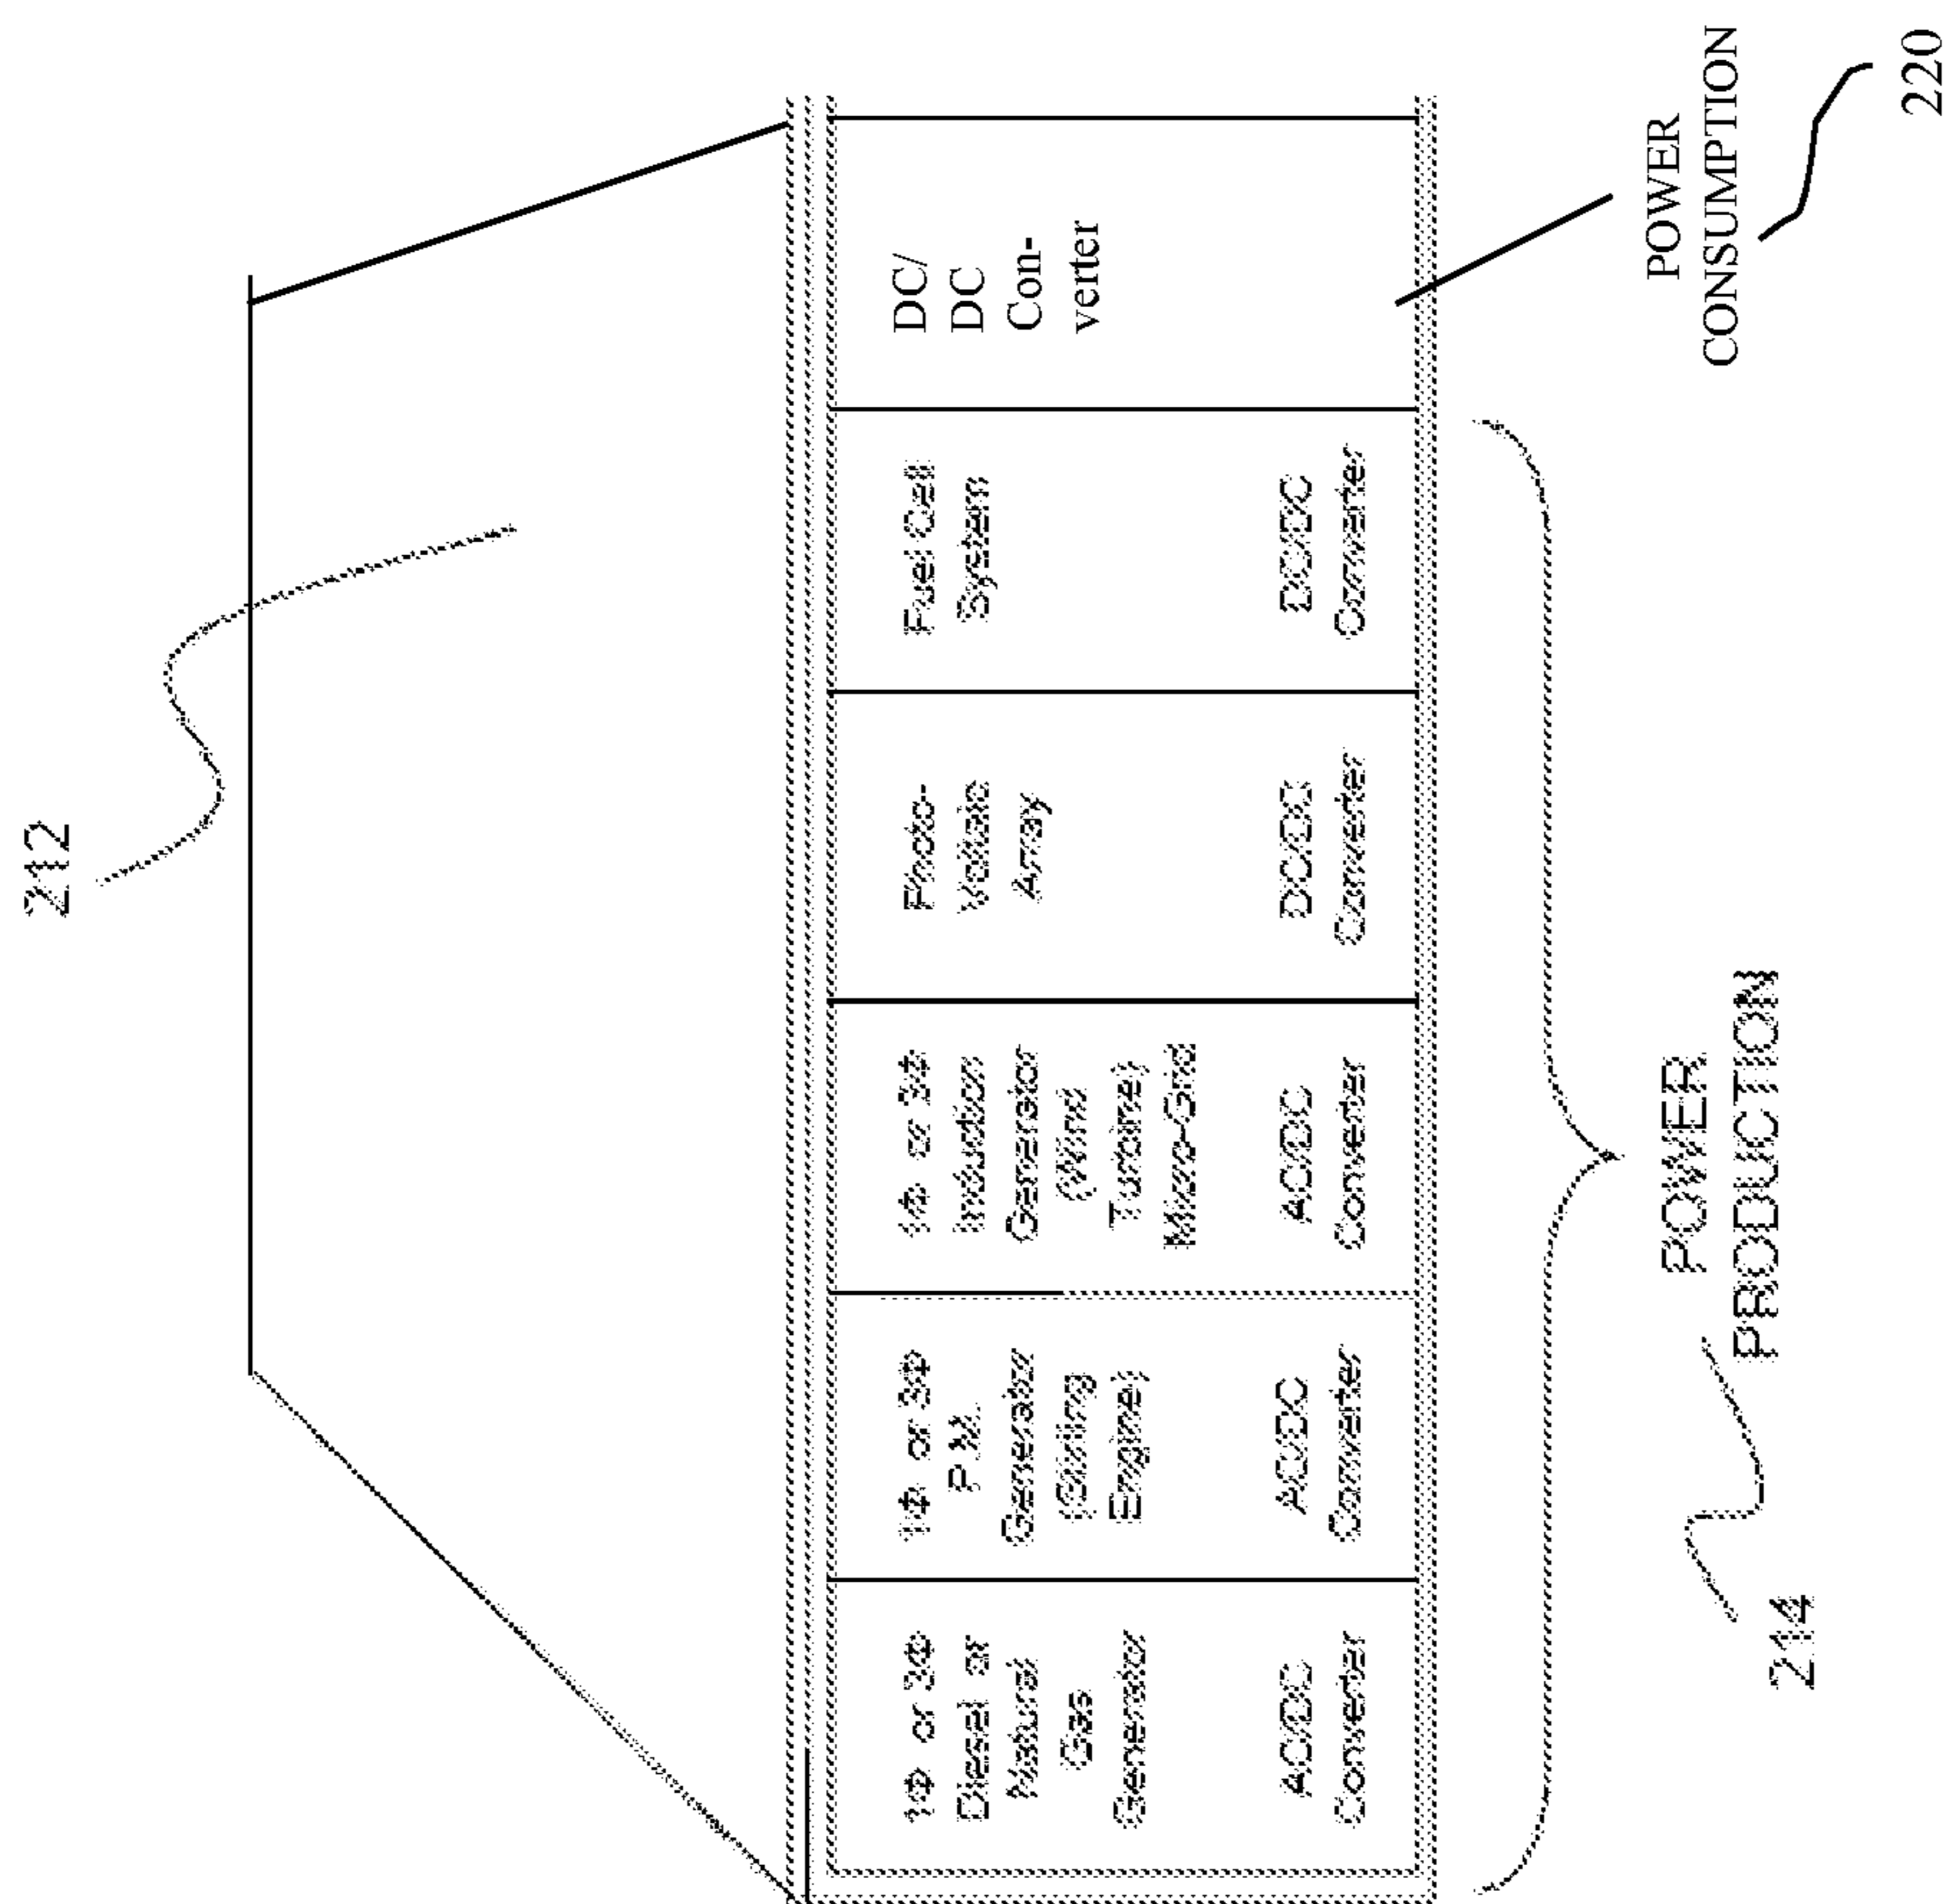 212
1Φ or 3Φ
Diesel or
Natural
Gas
Generator
AC/DC
Converter
1Φ or 3Φ
P.M.
Generator
(Stirling
Engine)
AC/DC
Converter
1Φ or 3Φ
Induction
Generator
(Wind
Turbine)
Micro-Grid
AC/DC
Converter
Photo-
Voltaic
Array
DC/DC
Converter
Fuel Cell
System
DC/DC
Converter
DC/
DC
Con-
verter
POWER
PRODUCTION
214
POWER
CONSUMPTION
220